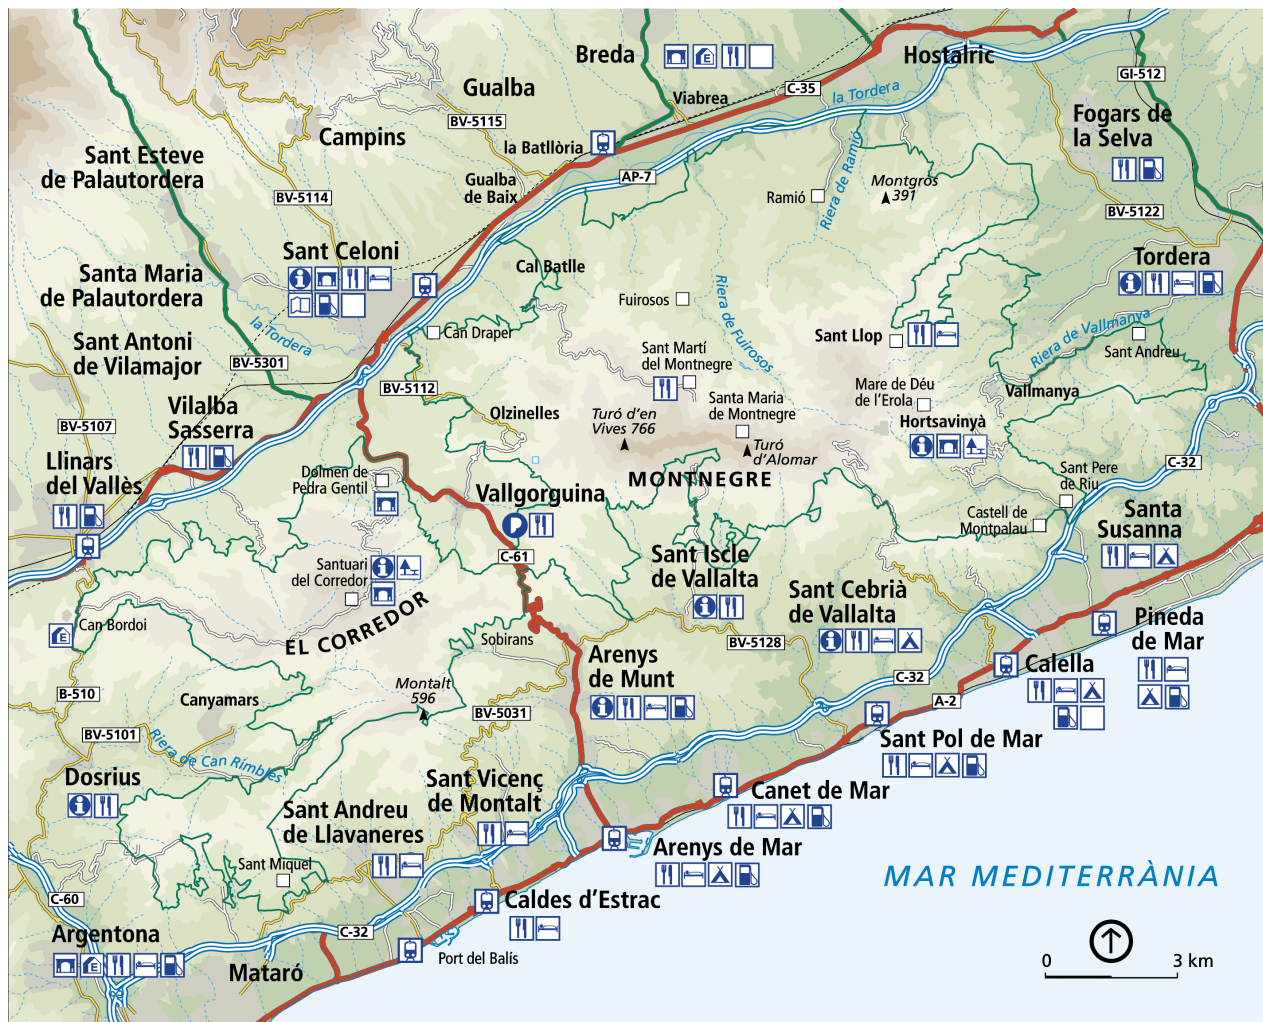 Breda
Hostalric
GI-512
Gualba
C-35
la Tordera
Viabrea
Fogars de
la Selva
BV-5115
Campins
la Batllòria
Riera de Ramió
Sant Esteve
de Palautordera
AP-7
Gualba
de Baix
Montgròs
391
Ramió
BV-5114
BV-5122
Sant Celoni
Tordera
Cal Batlle
Santa Maria
de Palautordera
Fuirosos
Riera de Fuirosos
la Tordera
Can Draper
Sant Llop
Riera de Vallmanya
Sant Antoni
de Vilamajor
Sant Martí
del Montnegre
Sant Andreu
BV-5301
BV-5112
Mare de Déu
de l'Erola
Vallmanya
Santa Maria
de Montnegre
Vilalba
Sasserra
Olzinelles
Turó d'en
Vives 766
Hortsavinyà
BV-5107
Turó
d'Alomar
Llinars
del Vallès
Dolmen de
Pedra Gentil
C-32
Sant Pere
de Riu
MONTNEGRE
Vallgorguina
Castell de
Montpalau
Santa
Susanna
C-61
Sant Iscle
de Vallalta
Santuari
del Corredor
Sant Cebrià
de Vallalta
EL CORREDOR
Can Bordoi
Pineda
de Mar
Sobirans
BV-5128
Arenys
de Munt
Calella
C-32
Montalt
596
B-510
Canyamars
A-2
BV-5031
BV-5101
Riera de Can Rimbles
Sant Pol de Mar
Dosrius
Sant Vicenç
de Montalt
Canet de Mar
Sant Andreu
de Llavaneres
Arenys de Mar
Sant Miquel
MAR MEDITERRÀNIA
C-60
Caldes d'Estrac
Argentona
C-32
Port del Balís
Mataró
0
3 km